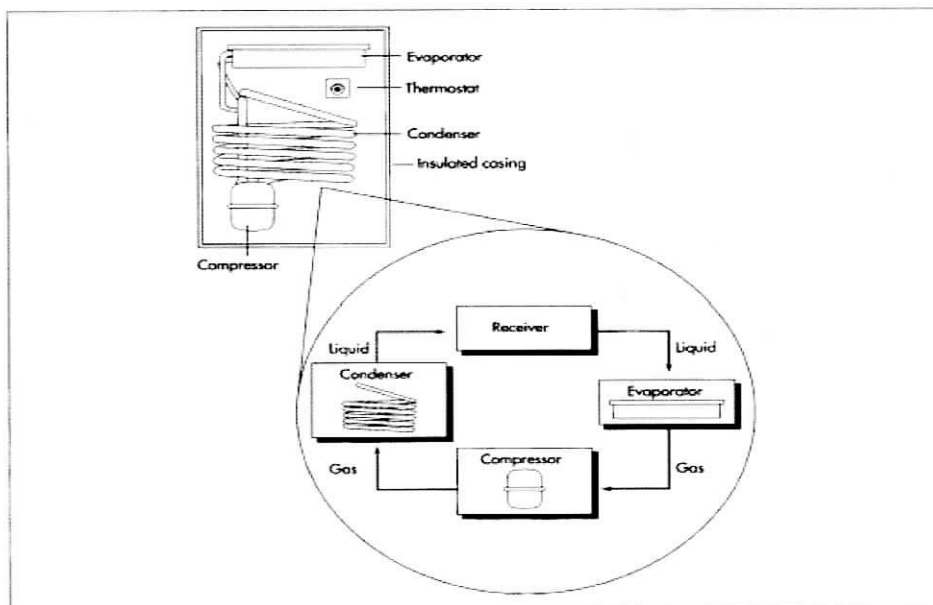 Evaporator
Thermostat
Condenser
Insulated casing
Compressor
Receiver
Liquid
Liquid
Condenser
Evaporator
Compressor
Gas
Gas